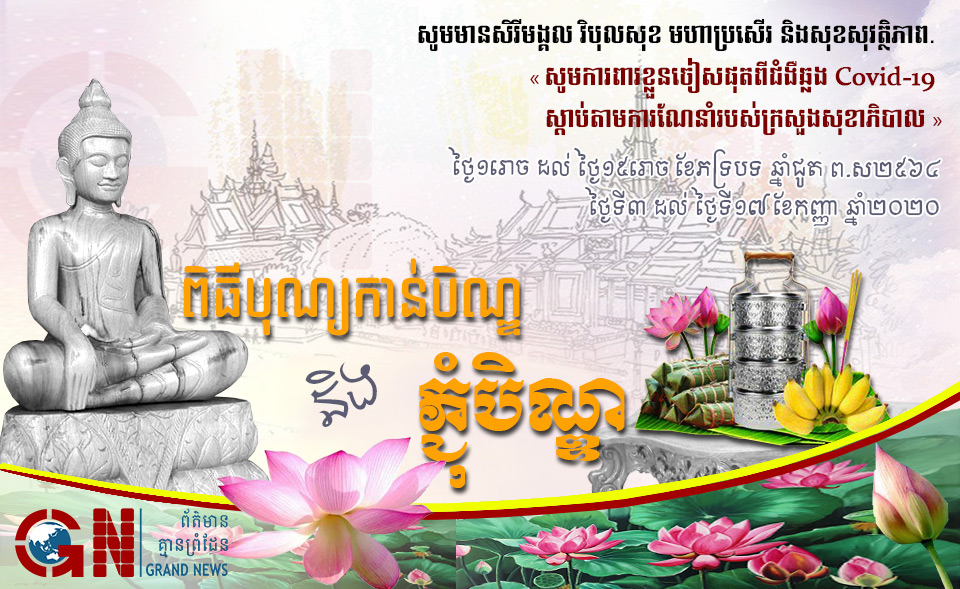 សូមមានសិរីមង្គល វិបុលសុខ មហាប្រសើរ និងសុខសុវត្ថិភាព.
« សូមការពារខ្លួនចៀសផុតពីជំងឺឆ្លង Covid-19
ស្តាប់តាមការណែនាំរបស់ក្រសួងសុខាភិបាល »
ថ្ងៃ១រោច ដល់ ថ្ងៃ១៥រោច ខែភទ្របទ ឆ្នាំជូត ព.ស២៥៦៤
ថ្ងៃទី៣ ដល់ ថ្ងៃទី១៧ ខែកញ្ញា ឆ្នាំ២០២០
ពិធីបុណ្យកាន់បិណ្ឌ
និង
ភ្ជុំបិណ្ឌ
GN
ព័ត៌មាន
គ្មានព្រំដែន
GRAND NEWS